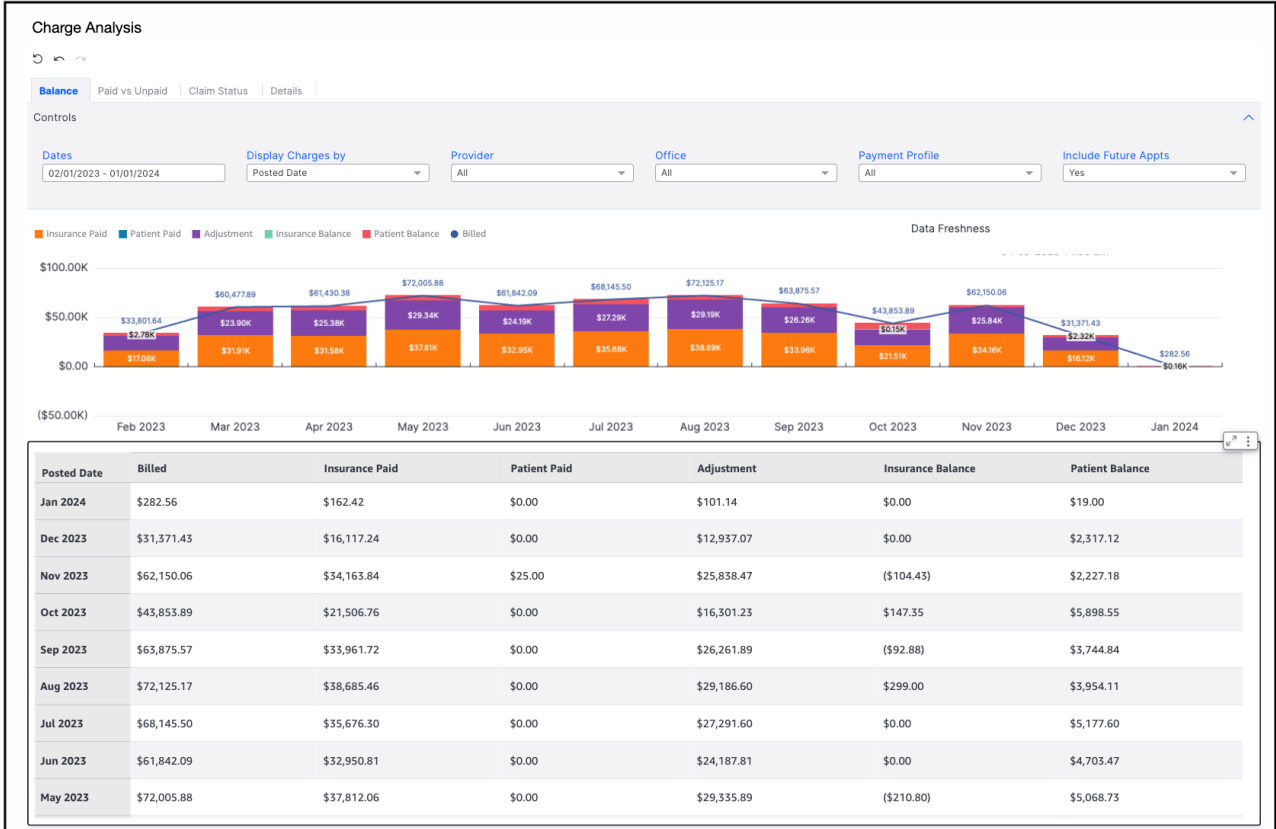 Charge Analysis
Balance Paid vs Unpaid Claim Status Details
Controls
Dates Display Charges by Provider Office Payment Profile Include Future Appts
02/01/2023 - 01/01/2024 Posted Date All All All Yes
Data Freshness
Insurance Paid Patient Paid Adjustment Insurance Balance Patient Balance Billed
$100.00K
$50.00K
$0.00
($50.00K)
$33,801.64 $60,477.89 $61,430.38 $72,005.88 $61,842.09 $68,145.50 $72,125.17 $63,875.57 $43,853.89 $62,150.06 $31,371.43 $282.56
$2.78K $23.90K $25.38K $29.34K $24.19K $27.29K $29.19K $26.26K $0.15K $25.84K $2.32K $0.16K
$17.08K $31.91K $31.58K $37.81K $32.95K $35.68K $38.69K $33.96K $21.51K $34.16K $16.12K
Feb 2023 Mar 2023 Apr 2023 May 2023 Jun 2023 Jul 2023 Aug 2023 Sep 2023 Oct 2023 Nov 2023 Dec 2023 Jan 2024
Posted Date Billed Insurance Paid Patient Paid Adjustment Insurance Balance Patient Balance
Jan 2024 $282.56 $162.42 $0.00 $101.14 $0.00 $19.00
Dec 2023 $31,371.43 $16,117.24 $0.00 $12,937.07 $0.00 $2,317.12
Nov 2023 $62,150.06 $34,163.84 $25.00 $25,838.47 ($104.43) $2,227.18
Oct 2023 $43,853.89 $21,506.76 $0.00 $16,301.23 $147.35 $5,898.55
Sep 2023 $63,875.57 $33,961.72 $0.00 $26,261.89 ($92.88) $3,744.84
Aug 2023 $72,125.17 $38,685.46 $0.00 $29,186.60 $299.00 $3,954.11
Jul 2023 $68,145.50 $35,676.30 $0.00 $27,291.60 $0.00 $5,177.60
Jun 2023 $61,842.09 $32,950.81 $0.00 $24,187.81 $0.00 $4,703.47
May 2023 $72,005.88 $37,812.06 $0.00 $29,335.89 ($210.80) $5,068.73